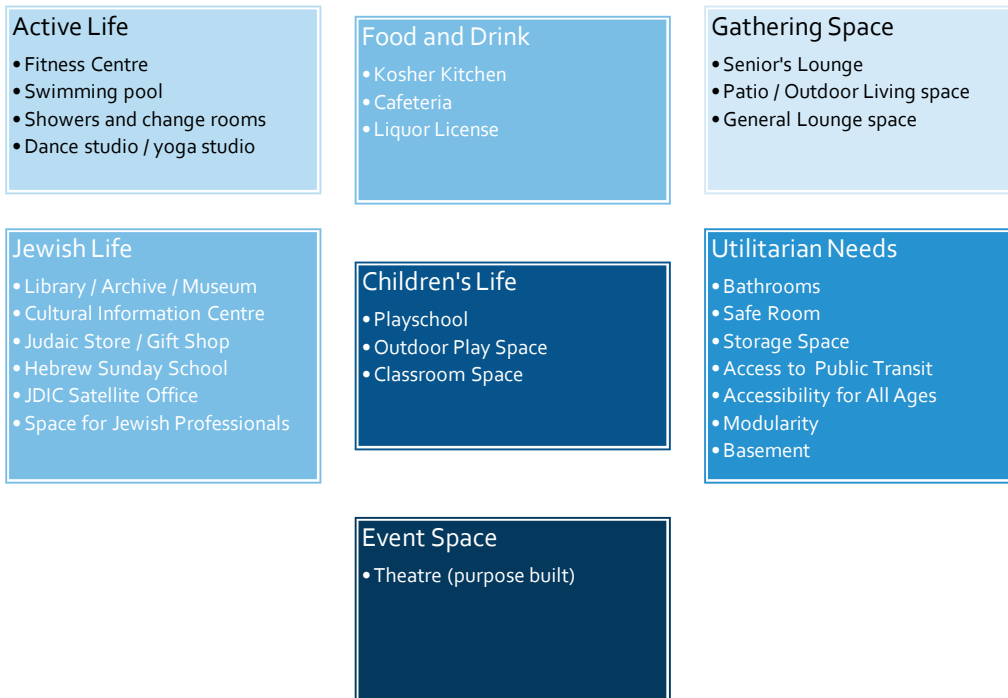 Active Life
• Fitness Centre
• Swimming pool
• Showers and change rooms
• Dance studio / yoga studio
Food and Drink
• Kosher Kitchen
• Cafeteria
• Liquor License
Gathering Space
• Senior's Lounge
• Patio / Outdoor Living space
• General Lounge space
Jewish Life
• Library / Archive / Museum
• Cultural Information Centre
• Judaic Store / Gift Shop
• Hebrew Sunday School
• JDIC Satellite Office
• Space for Jewish Professionals
Children's Life
• Playschool
• Outdoor Play Space
• Classroom Space
Utilitarian Needs
• Bathrooms
• Safe Room
• Storage Space
• Access to Public Transit
• Accessibility for All Ages
• Modularity
• Basement
Event Space
• Theatre (purpose built)